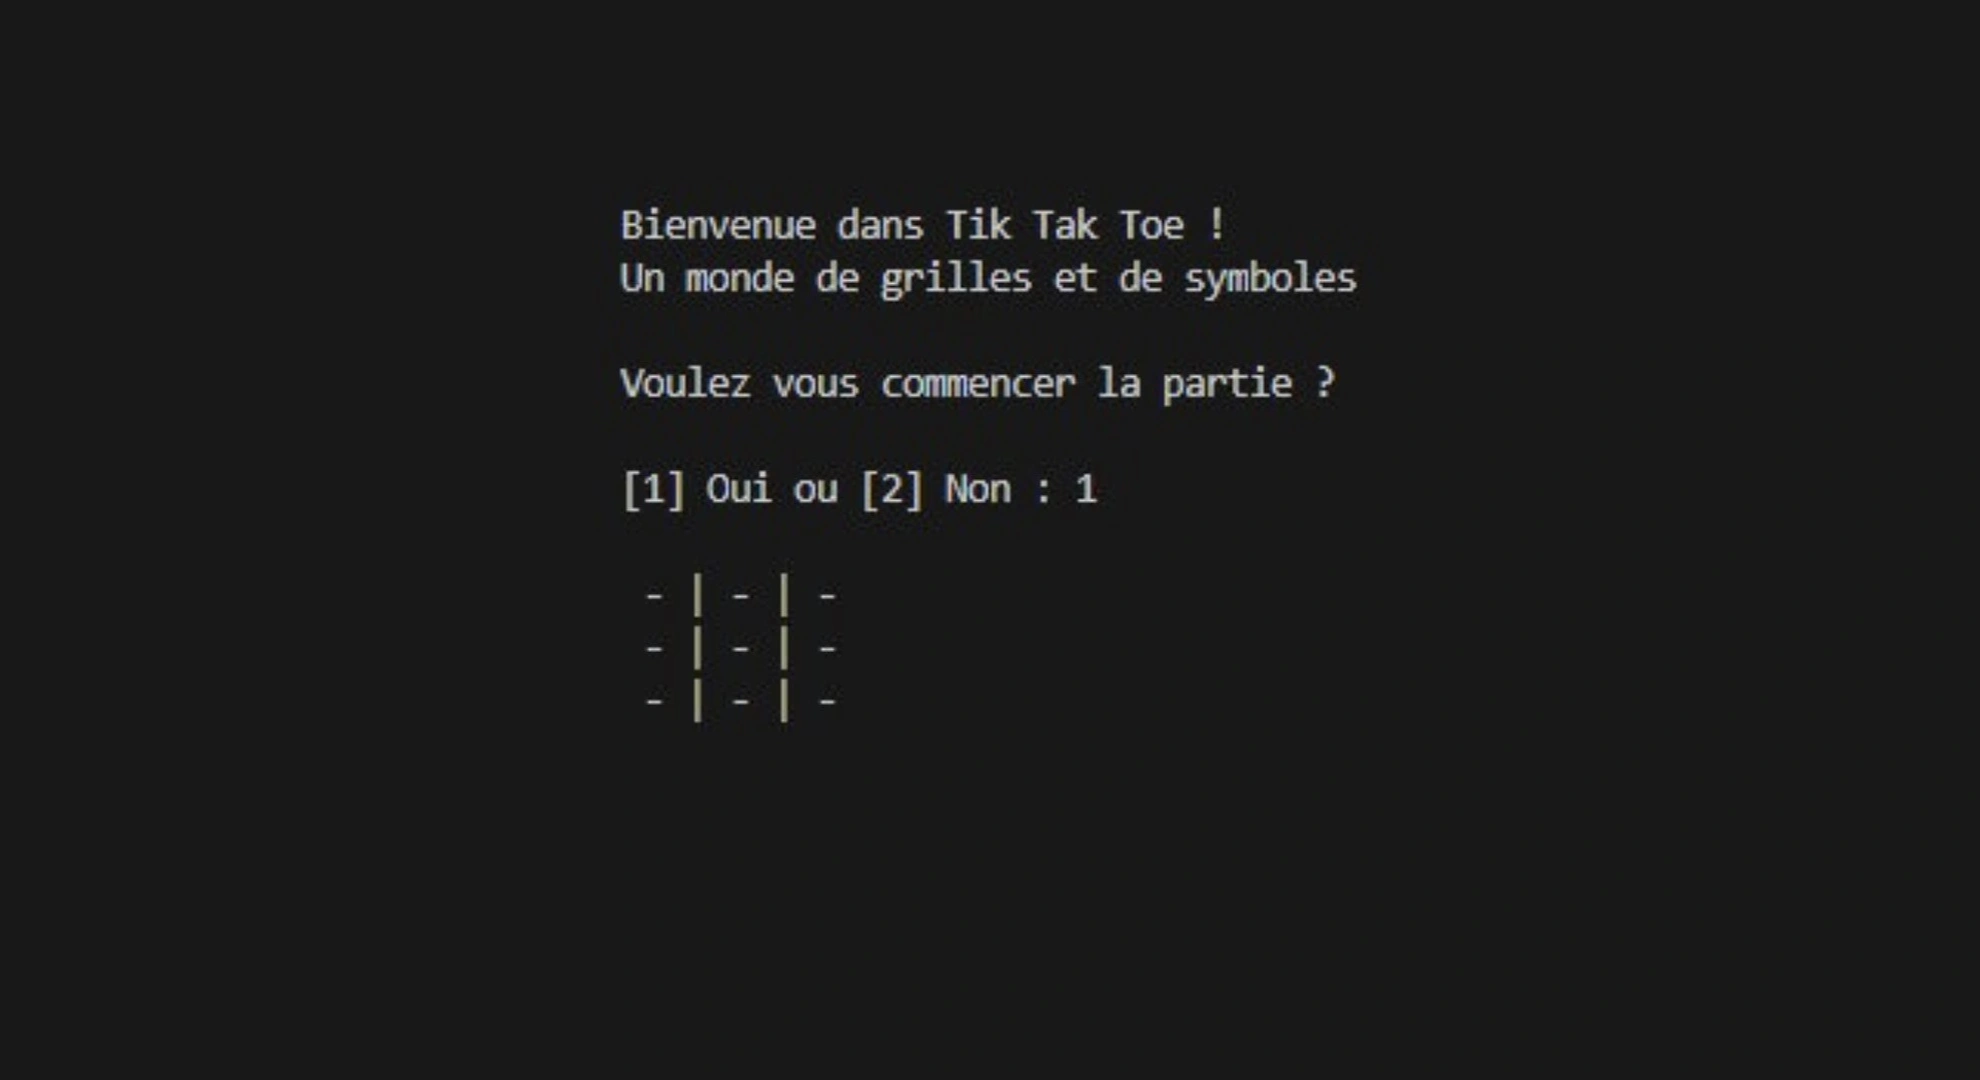 Bienvenue dans Tik Tak Toe !
Un monde de grilles et de symboles
Voulez vous commencer la partie ?
[1] Oui ou [2] Non : 1
- | - | -
- | - | -
- | - | -